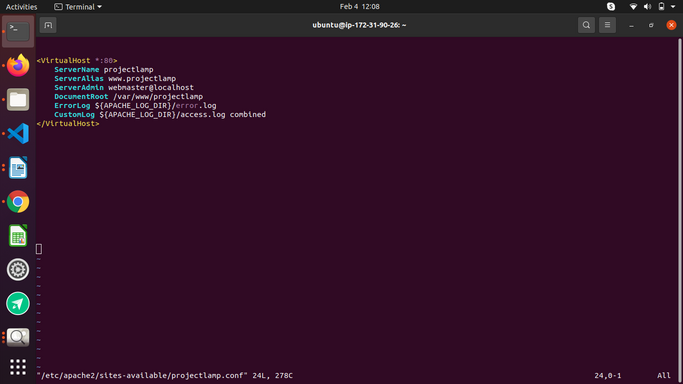 Activities
Terminal
Feb 4 12:08
ubuntu@ip-172-31-90-26: ~
<VirtualHost *:80>
ServerName projectlamp
ServerAlias www.projectlamp
ServerAdmin webmaster@localhost
DocumentRoot /var/www/projectlamp
ErrorLog ${APACHE_LOG_DIR}/error.log
CustomLog ${APACHE_LOG_DIR}/access.log combined
</VirtualHost>
~
~
~
~
~
~
~
~
~
~
~
~
~
"/etc/apache2/sites-available/projectlamp.conf" 24L, 278C 24,0-1 All